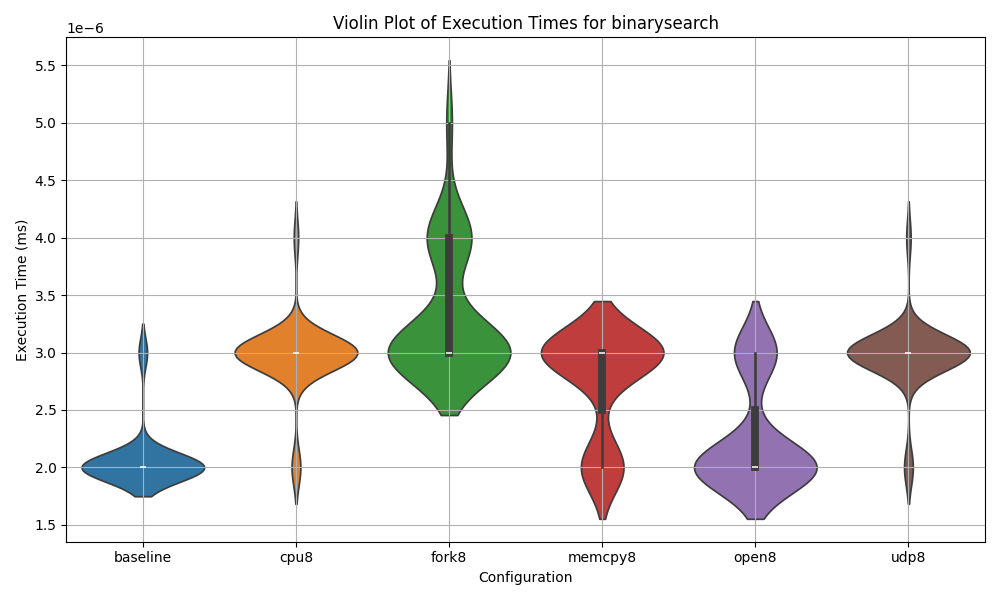 Violin Plot of Execution Times for binarysearch
1e−6
5.5
5.0
4.5
4.0
3.5
3.0
2.5
2.0
1.5
Execution Time (ms)
baseline cpu8 fork8 memcpy8 open8 udp8
Configuration